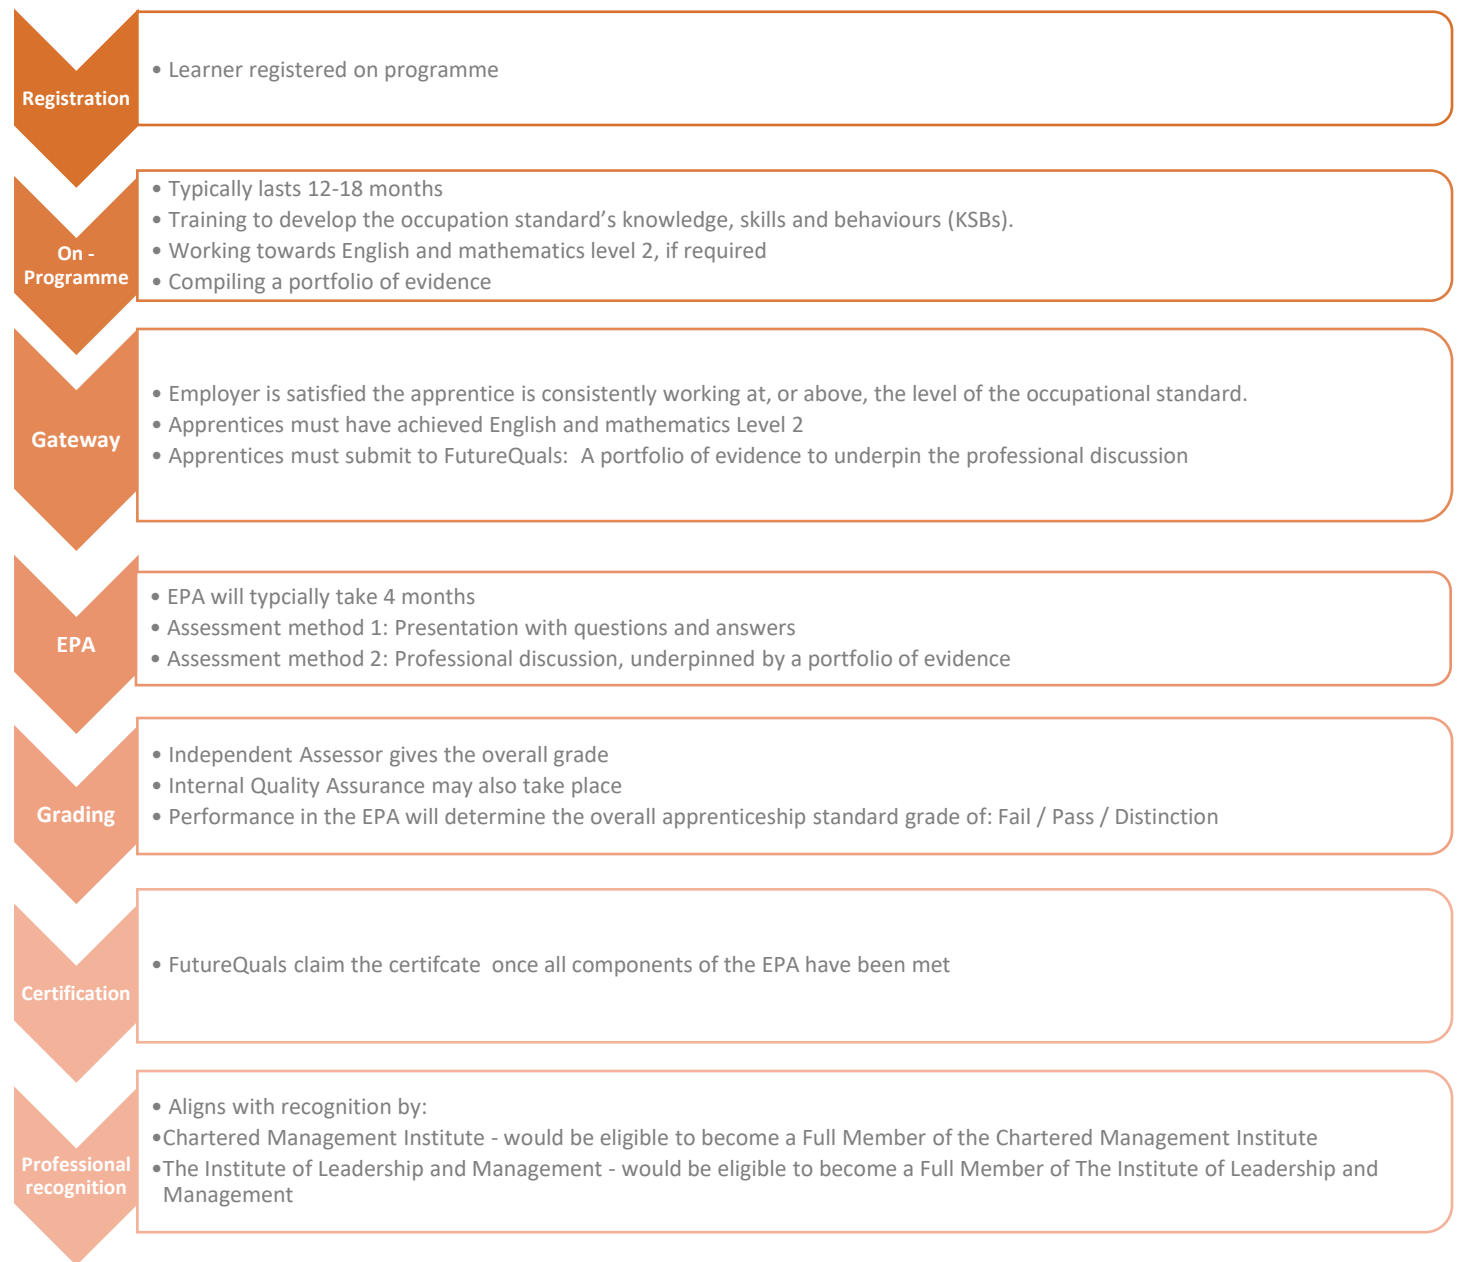 Registration
• Learner registered on programme
On -
Programme
• Typically lasts 12-18 months
• Training to develop the occupation standard’s knowledge, skills and behaviours (KSBs).
• Working towards English and mathematics level 2, if required
• Compiling a portfolio of evidence
Gateway
• Employer is satisfied the apprentice is consistently working at, or above, the level of the occupational standard.
• Apprentices must have achieved English and mathematics Level 2
• Apprentices must submit to FutureQuals:  A portfolio of evidence to underpin the professional discussion
EPA
• EPA will typcially take 4 months
• Assessment method 1: Presentation with questions and answers
• Assessment method 2: Professional discussion, underpinned by a portfolio of evidence
Grading
• Independent Assessor gives the overall grade
• Internal Quality Assurance may also take place
• Performance in the EPA will determine the overall apprenticeship standard grade of: Fail / Pass / Distinction
Certification
• FutureQuals claim the certifcate  once all components of the EPA have been met
Professional
recognition
• Aligns with recognition by:
•Chartered Management Institute - would be eligible to become a Full Member of the Chartered Management Institute
•The Institute of Leadership and Management - would be eligible to become a Full Member of The Institute of Leadership and
Management